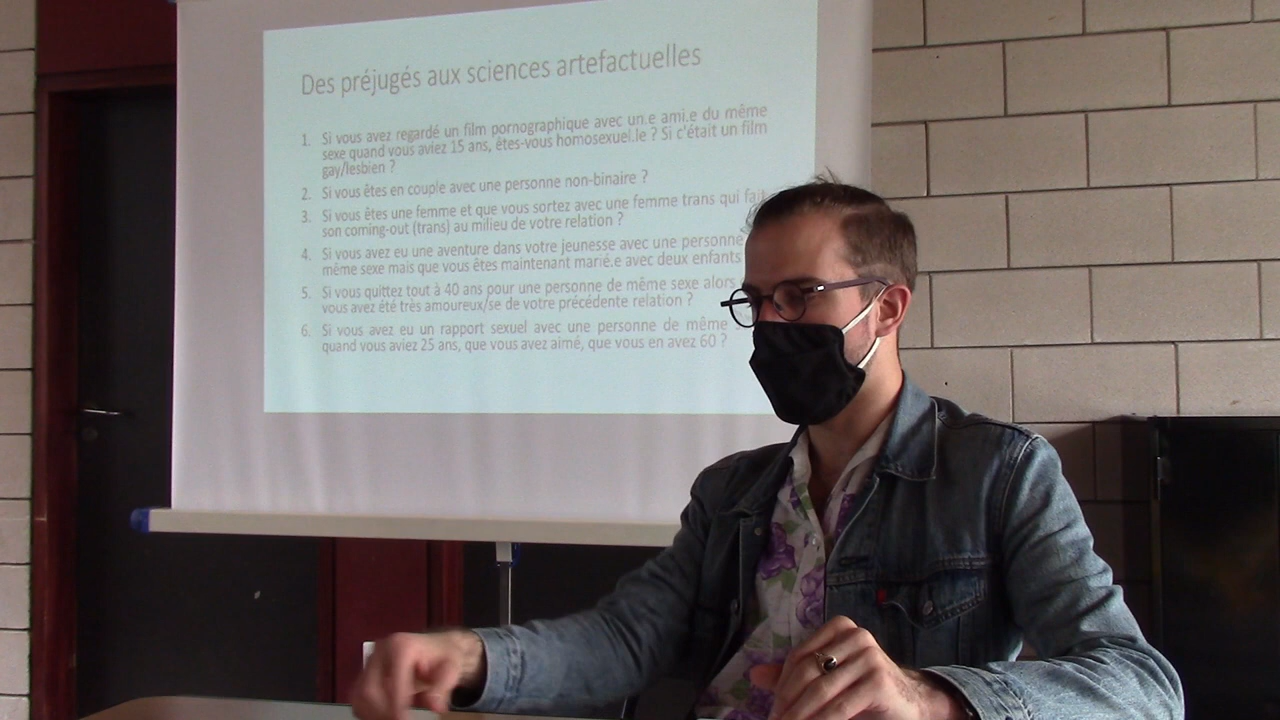 Des préjugés aux sciences artefactuelles
1. Si vous avez regardé un film pornographique avec un.e ami.e du même
sexe quand vous aviez 15 ans, êtes-vous homosexuel.le ? Si c'était un film
gay/lesbien ?
2. Si vous êtes en couple avec une personne non-binaire ?
3. Si vous êtes une femme et que vous sortez avec une femme trans qui fait
son coming-out (trans) au milieu de votre relation ?
4. Si vous avez eu une aventure dans votre jeunesse avec une personne
même sexe mais que vous êtes maintenant marié.e avec deux enfants
5. Si vous quittez tout à 40 ans pour une personne de même sexe alors
vous avez été très amoureux/se de votre précédente relation ?
6. Si vous avez eu un rapport sexuel avec une personne de même
quand vous aviez 25 ans, que vous avez aimé, que vous en avez 60 ?